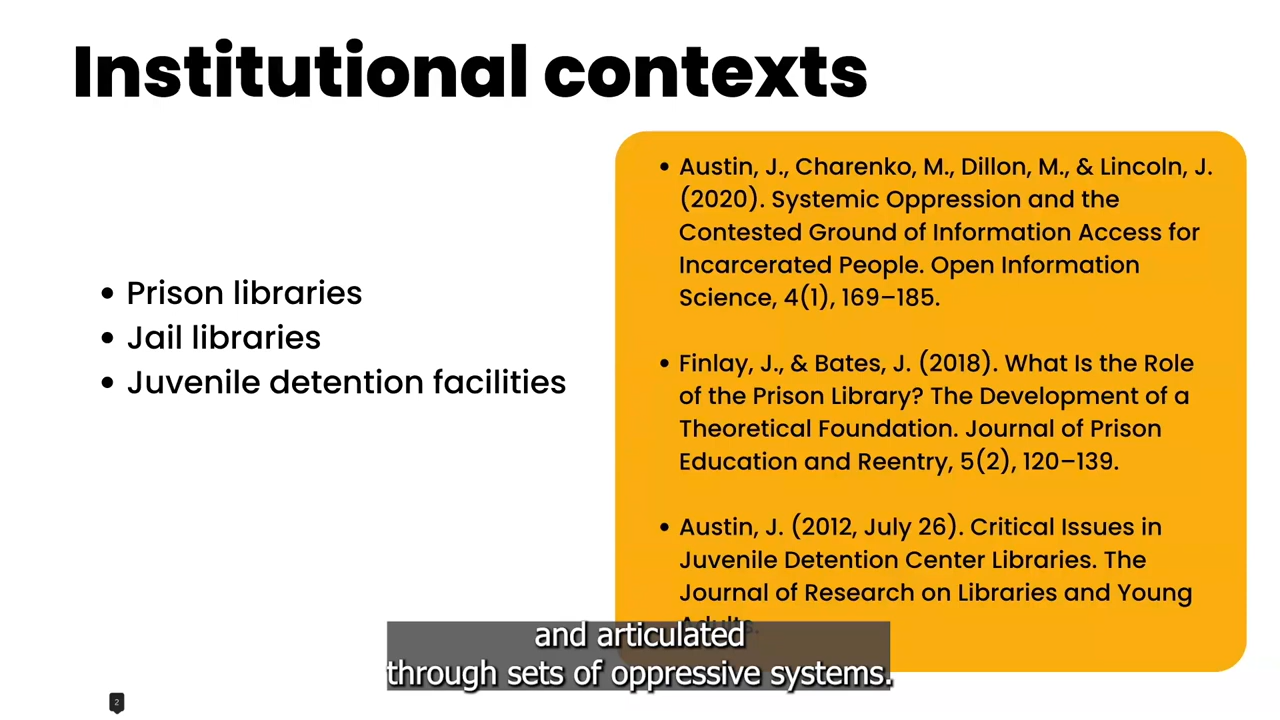 Institutional contexts
• Prison libraries
• Jail libraries
• Juvenile detention facilities
• Austin, J., Charenko, M., Dillon, M., & Lincoln, J.
(2020). Systemic Oppression and the
Contested Ground of Information Access for
Incarcerated People. Open Information
Science, 4(1), 169–185.
• Finlay, J., & Bates, J. (2018). What Is the Role
of the Prison Library? The Development of a
Theoretical Foundation. Journal of Prison
Education and Reentry, 5(2), 120–139.
• Austin, J. (2012, July 26). Critical Issues in
Juvenile Detention Center Libraries. The
Journal of Research on Libraries and Young
Adults.
and articulated
through sets of oppressive systems.
2